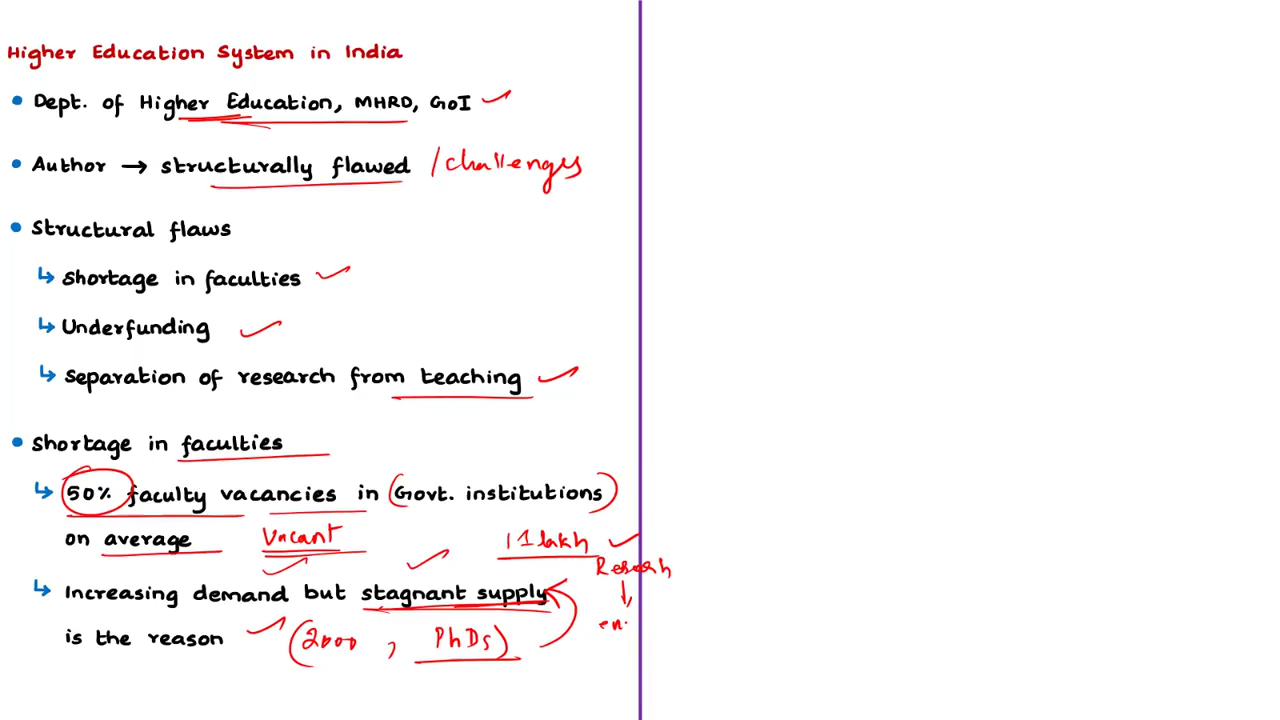 Higher Education System in India
• Dept. of Higher Education, MHRD, GoI
• Author → structurally flawed /challenges
• Structural flaws
↳ Shortage in faculties
↳ Underfunding
↳ Separation of research from teaching
• Shortage in faculties
↳ 50% faculty vacancies in (Govt. institutions)
on average Vacant 1 lakh
↳ Increasing demand but stagnant supply
is the reason (2000, PhDs)